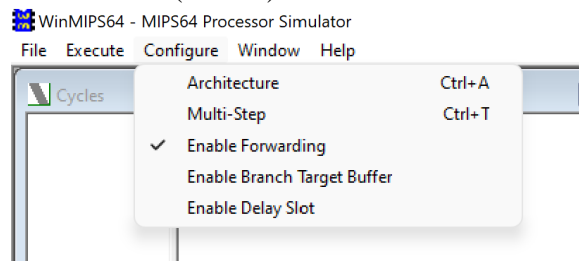 WinMIPS64 - MIPS64 Processor Simulator
File Execute Configure Window Help
Cycles
Architecture Ctrl+A
Multi-Step Ctrl+T
Enable Forwarding
Enable Branch Target Buffer
Enable Delay Slot